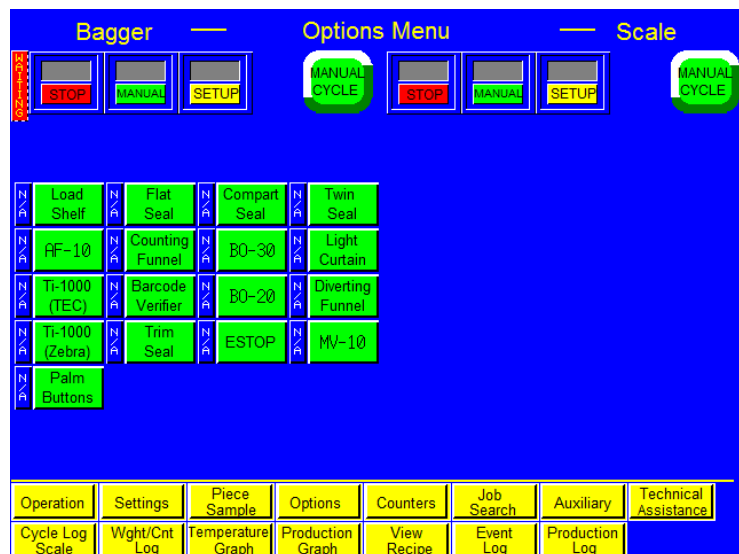 Bagger — Options Menu — Scale
WAITING
STOP MANUAL SETUP MANUAL CYCLE STOP MANUAL SETUP MANUAL CYCLE
N/A Load Shelf N/A Flat Seal N/A Compart Seal N/A Twin Seal
N/A AF-10 N/A Counting Funnel N/A BO-30 N/A Light Curtain
N/A Ti-1000 (TEC) N/A Barcode Verifier N/A BO-20 N/A Diverting Funnel
N/A Ti-1000 (Zebra) N/A Trim Seal N/A ESTOP N/A MV-10
N/A Palm Buttons
Operation Settings Piece Sample Options Counters Job Search Auxiliary Technical Assistance
Cycle Log Scale Wght/Cnt Log Temperature Graph Production Graph View Recipe Event Log Production Log